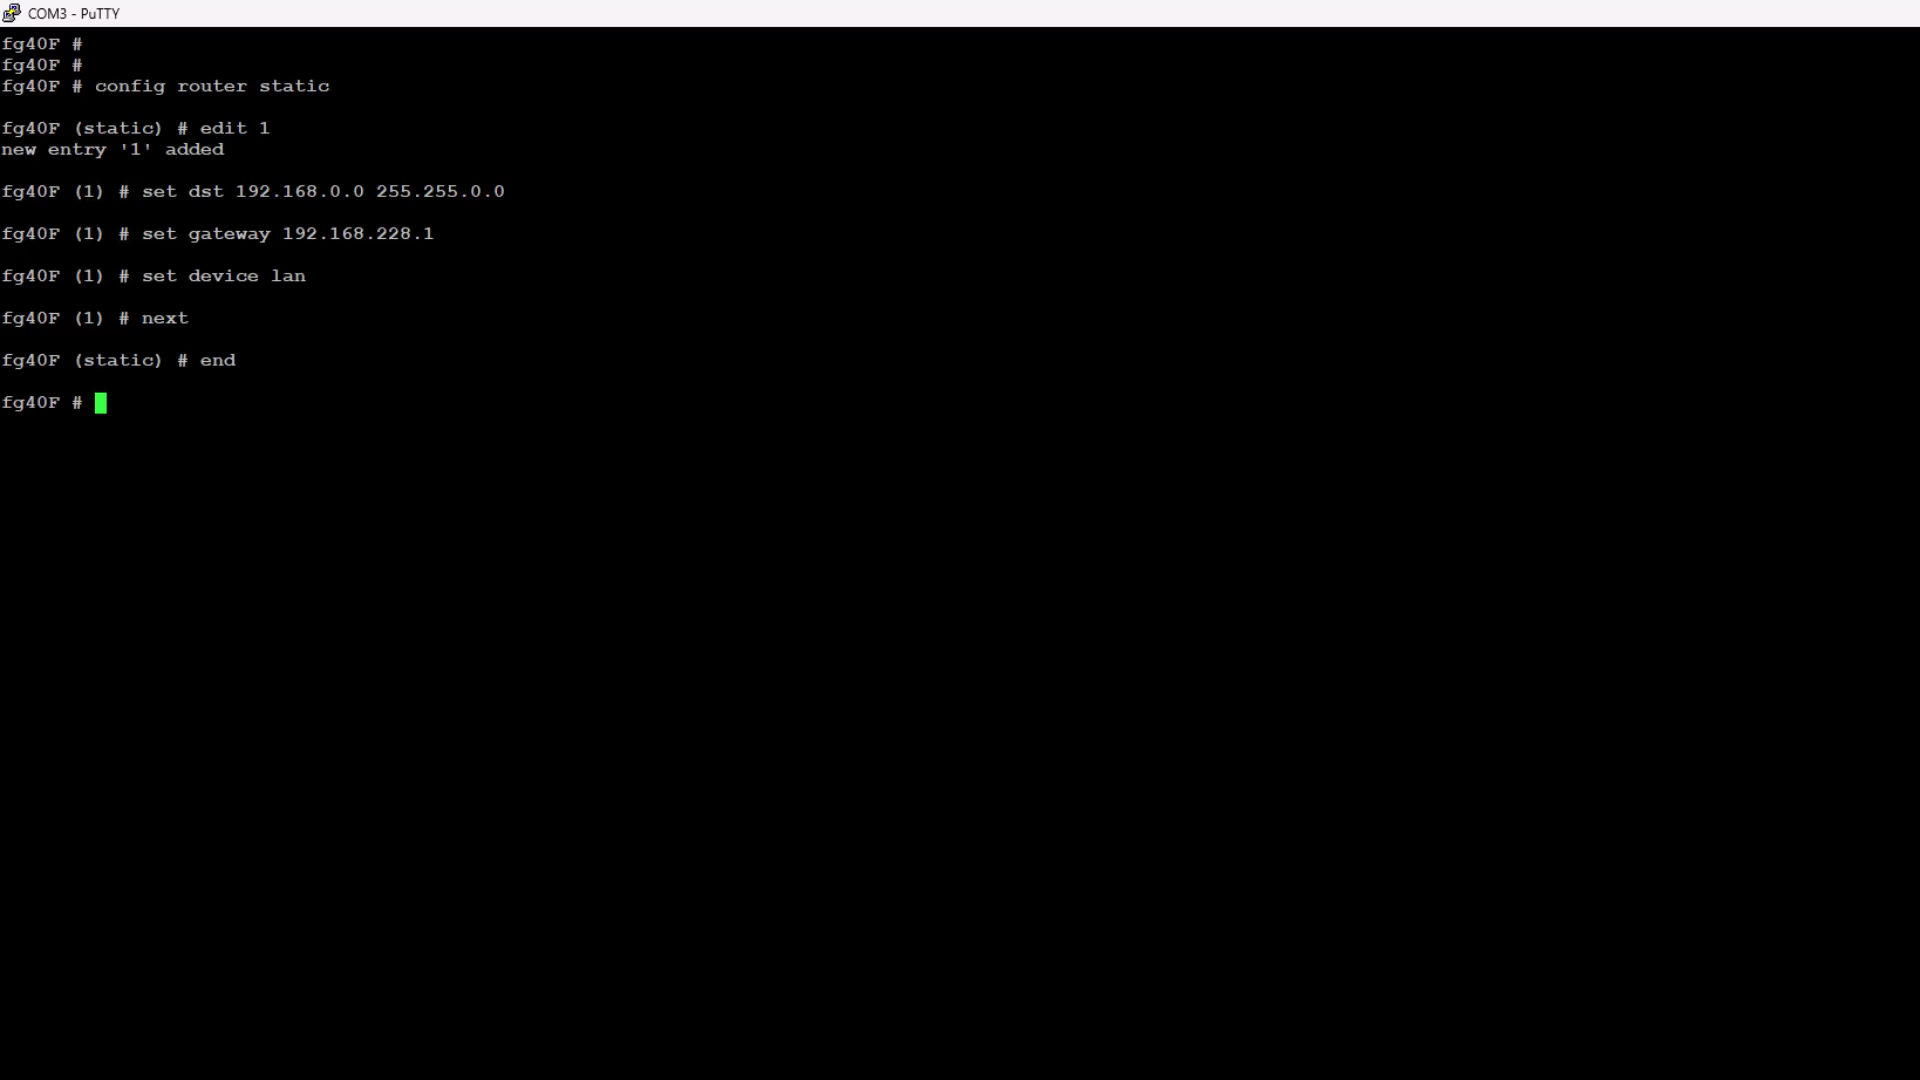 COM3 - PuTTY
fg40F #
fg40F #
fg40F # config router static
fg40F (static) # edit 1
new entry '1' added
fg40F (1) # set dst 192.168.0.0 255.255.0.0
fg40F (1) # set gateway 192.168.228.1
fg40F (1) # set device lan
fg40F (1) # next
fg40F (static) # end
fg40F #